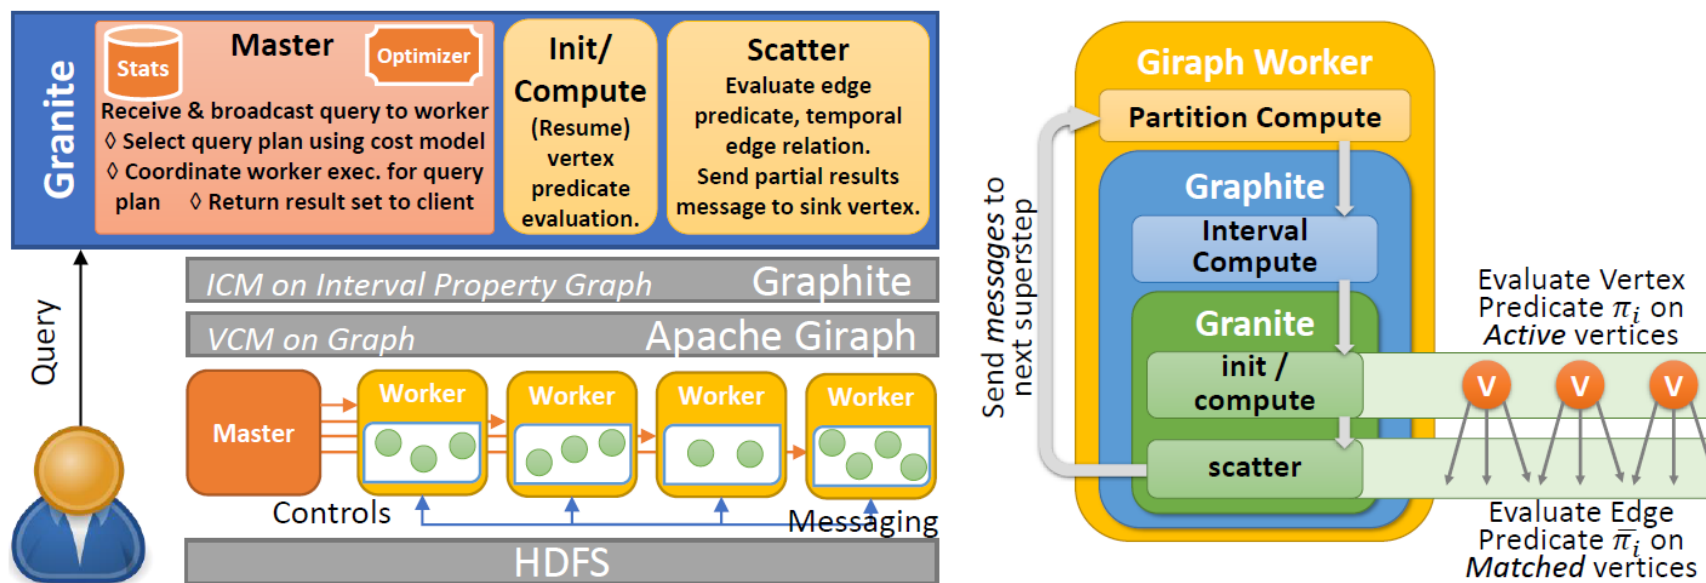 Granite
Stats
Master
Optimizer
Receive & broadcast query to worker
◊ Select query plan using cost model
◊ Coordinate worker exec. for query
plan ◊ Return result set to client
Init/
Compute
(Resume)
vertex
predicate
evaluation.
Scatter
Evaluate edge
predicate, temporal
edge relation.
Send partial results
message to sink vertex.
Query
ICM on Interval Property Graph Graphite
VCM on Graph Apache Giraph
Master
Worker
Worker
Worker
Worker
Controls
Messaging
HDFS
Giraph Worker
Partition Compute
Graphite
Interval
Compute
Granite
init /
compute
scatter
Send messages to
next superstep
Evaluate Vertex
Predicate π_i on
Active vertices
V
V
V
Evaluate Edge
Predicate π̅_i on
Matched vertices